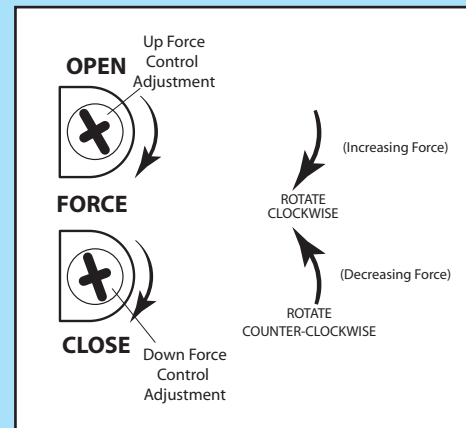 Up Force
Control
Adjustment
OPEN
FORCE
CLOSE
Down Force
Control
Adjustment
(Increasing Force)
ROTATE
CLOCKWISE
(Decreasing Force)
ROTATE
COUNTER-CLOCKWISE